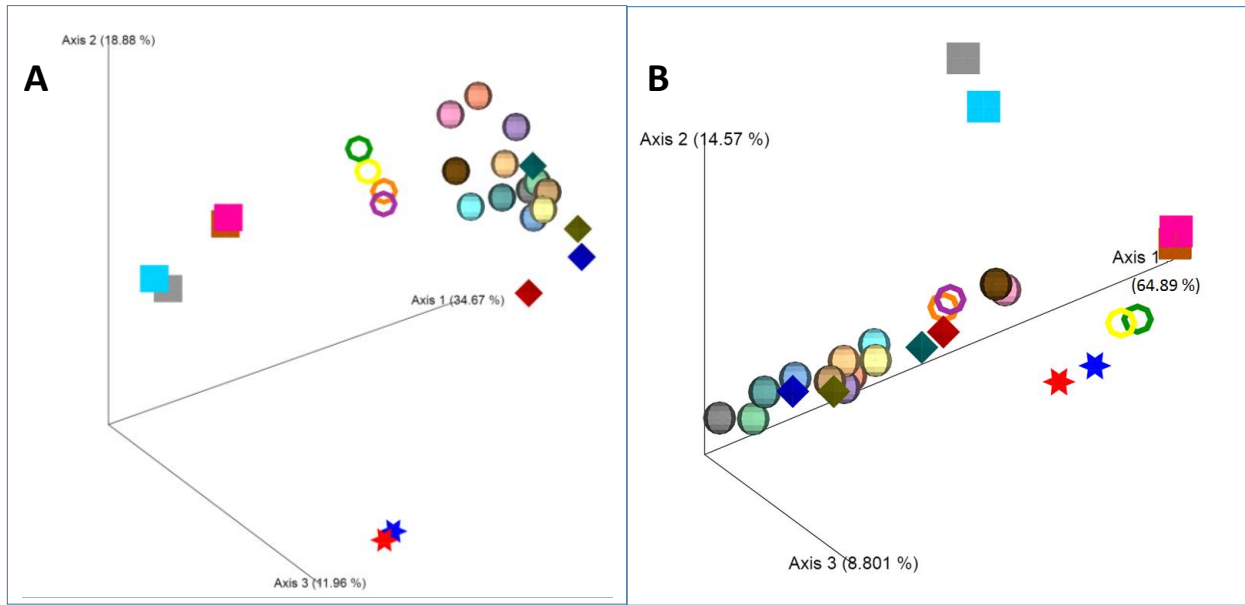 Axis 2 (18.88 %)
A
Axis 1 (34.67 %)
Axis 3 (11.96 %)
B
Axis 2 (14.57 %)
Axis 1
(64.89 %)
Axis 3 (8.801 %)